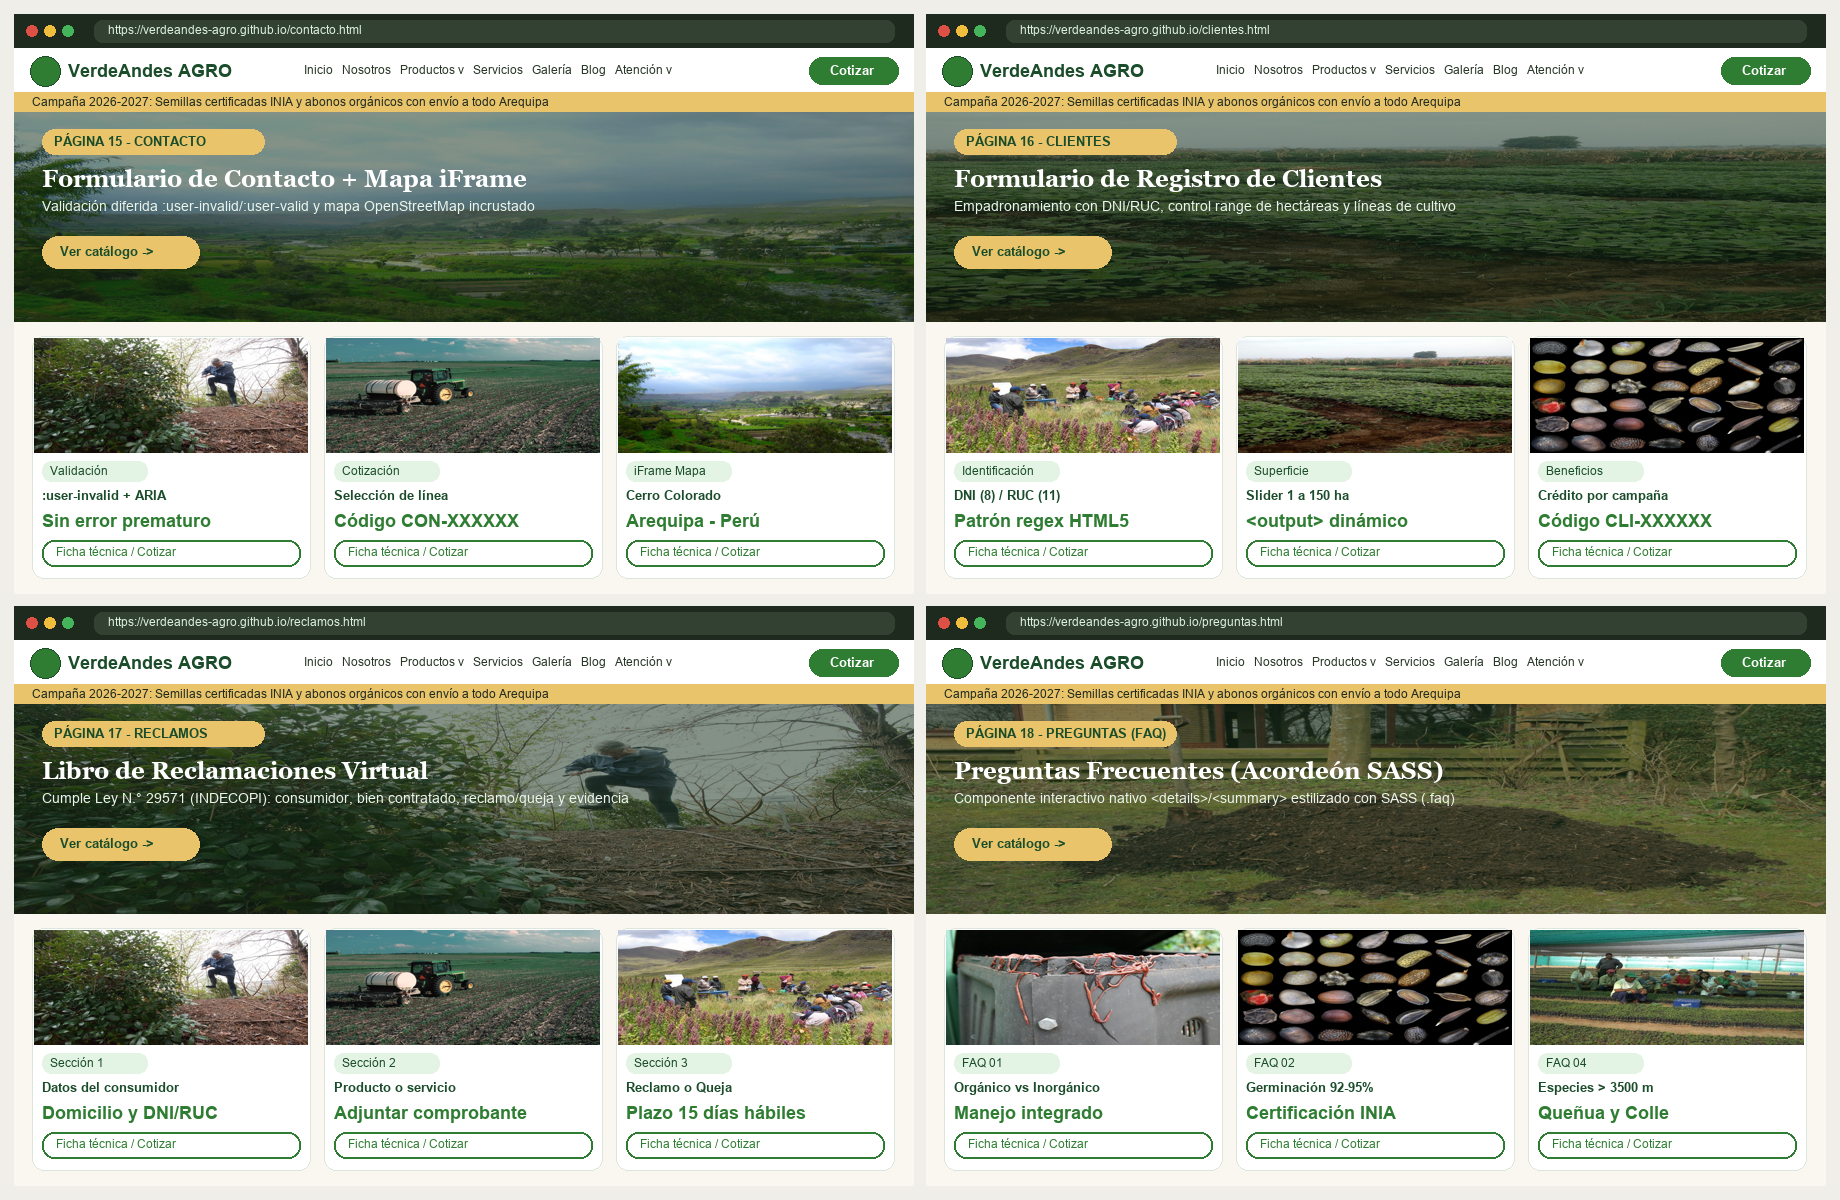 https://verdeandes-agro.github.io/contacto.html
VerdeAndes AGRO
Inicio Nosotros Productos v Servicios Galería Blog Atención v
Cotizar
Campaña 2026-2027: Semillas certificadas INIA y abonos orgánicos con envío a todo Arequipa
PÁGINA 15 - CONTACTO
Formulario de Contacto + Mapa iFrame
Validación diferida :user-invalid/:user-valid y mapa OpenStreetMap incrustado
Ver catálogo ->
Validación
:user-invalid + ARIA
Sin error prematuro
Ficha técnica / Cotizar
Cotización
Selección de línea
Código CON-XXXXXX
Ficha técnica / Cotizar
iFrame Mapa
Cerro Colorado
Arequipa - Perú
Ficha técnica / Cotizar
https://verdeandes-agro.github.io/clientes.html
VerdeAndes AGRO
Inicio Nosotros Productos v Servicios Galería Blog Atención v
Cotizar
Campaña 2026-2027: Semillas certificadas INIA y abonos orgánicos con envío a todo Arequipa
PÁGINA 16 - CLIENTES
Formulario de Registro de Clientes
Empadronamiento con DNI/RUC, control range de hectáreas y líneas de cultivo
Ver catálogo ->
Identificación
DNI (8) / RUC (11)
Patrón regex HTML5
Ficha técnica / Cotizar
Superficie
Slider 1 a 150 ha
<output> dinámico
Ficha técnica / Cotizar
Beneficios
Crédito por campaña
Código CLI-XXXXXX
Ficha técnica / Cotizar
https://verdeandes-agro.github.io/reclamos.html
VerdeAndes AGRO
Inicio Nosotros Productos v Servicios Galería Blog Atención v
Cotizar
Campaña 2026-2027: Semillas certificadas INIA y abonos orgánicos con envío a todo Arequipa
PÁGINA 17 - RECLAMOS
Libro de Reclamaciones Virtual
Cumple Ley N.° 29571 (INDECOPI): consumidor, bien contratado, reclamo/queja y evidencia
Ver catálogo ->
Sección 1
Datos del consumidor
Domicilio y DNI/RUC
Ficha técnica / Cotizar
Sección 2
Producto o servicio
Adjuntar comprobante
Ficha técnica / Cotizar
Sección 3
Reclamo o Queja
Plazo 15 días hábiles
Ficha técnica / Cotizar
https://verdeandes-agro.github.io/preguntas.html
VerdeAndes AGRO
Inicio Nosotros Productos v Servicios Galería Blog Atención v
Cotizar
Campaña 2026-2027: Semillas certificadas INIA y abonos orgánicos con envío a todo Arequipa
PÁGINA 18 - PREGUNTAS (FAQ)
Preguntas Frecuentes (Acordeón SASS)
Componente interactivo nativo <details>/<summary> estilizado con SASS (.faq)
Ver catálogo ->
FAQ 01
Orgánico vs Inorgánico
Manejo integrado
Ficha técnica / Cotizar
FAQ 02
Germinación 92-95%
Certificación INIA
Ficha técnica / Cotizar
FAQ 04
Especies > 3500 m
Queñua y Colle
Ficha técnica / Cotizar